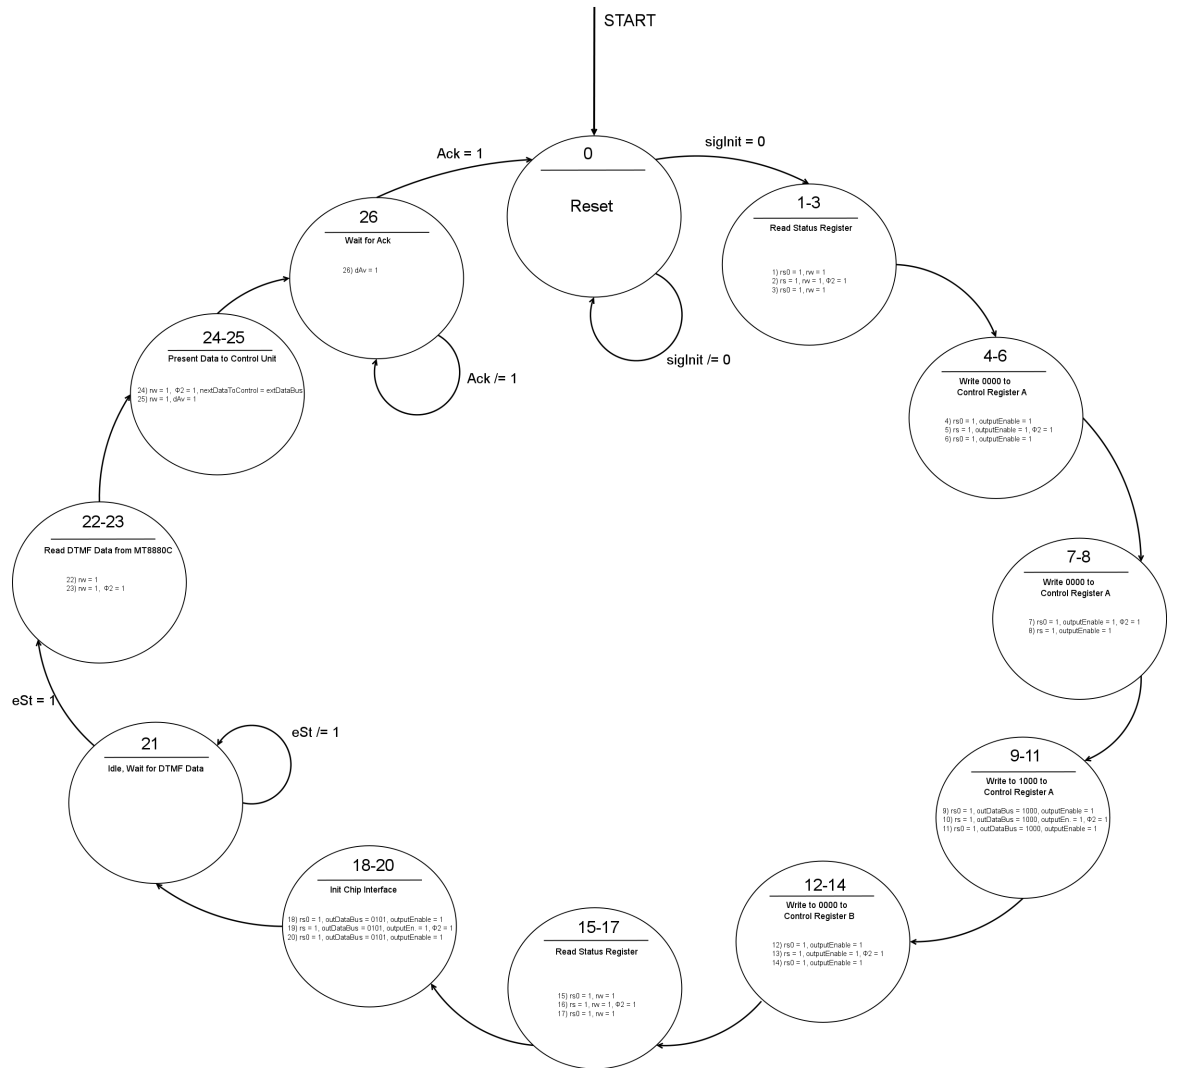 START
0
Reset
sigInit = 0
sigInit /= 0
1-3
Read Status Register
1) rs0 = 1, rw = 1
2) rs = 1, rw = 1, Φ2 = 1
3) rs0 = 1, rw = 1
4-6
Write 0000 to
Control Register A
4) rs0 = 1, outputEnable = 1
5) rs = 1, outputEnable = 1, Φ2 = 1
6) rs0 = 1, outputEnable = 1
7-8
Write 0000 to
Control Register A
7) rs0 = 1, outputEnable = 1, Φ2 = 1
8) rs = 1, outputEnable = 1
9-11
Write to 1000 to
Control Register A
9) rs0 = 1, outDataBus = 1000, outputEnable = 1
10) rs = 1, outDataBus = 1000, outputEn. = 1, Φ2 = 1
11) rs0 = 1, outDataBus = 1000, outputEnable = 1
12-14
Write to 0000 to
Control Register B
12) rs0 = 1, outputEnable = 1
13) rs = 1, outputEnable = 1, Φ2 = 1
14) rs0 = 1, outputEnable = 1
15-17
Read Status Register
15) rs0 = 1, rw = 1
16) rs = 1, rw = 1, Φ2 = 1
17) rs0 = 1, rw = 1
18-20
Init Chip Interface
18) rs0 = 1, outDataBus = 0101, outputEnable = 1
19) rs = 1, outDataBus = 0101, outputEn. = 1, Φ2 = 1
20) rs0 = 1, outDataBus = 0101, outputEnable = 1
21
Idle, Wait for DTMF Data
eSt /= 1
eSt = 1
22-23
Read DTMF Data from MT8880C
22) rw = 1
23) rw = 1, Φ2 = 1
24-25
Present Data to Control Unit
24) rw = 1, Φ2 = 1, nextDataToControl = extDataBus
25) rw = 1, dAv = 1
26
Wait for Ack
26) dAv = 1
Ack /= 1
Ack = 1